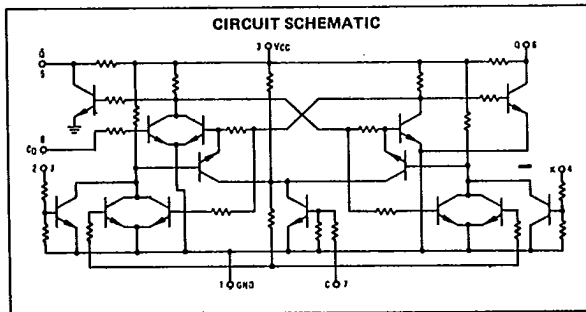 CIRCUIT SCHEMATIC
Q̄
5
3 VCC
Q 6
8
CD
2 J
K 4
1 GND
C 7